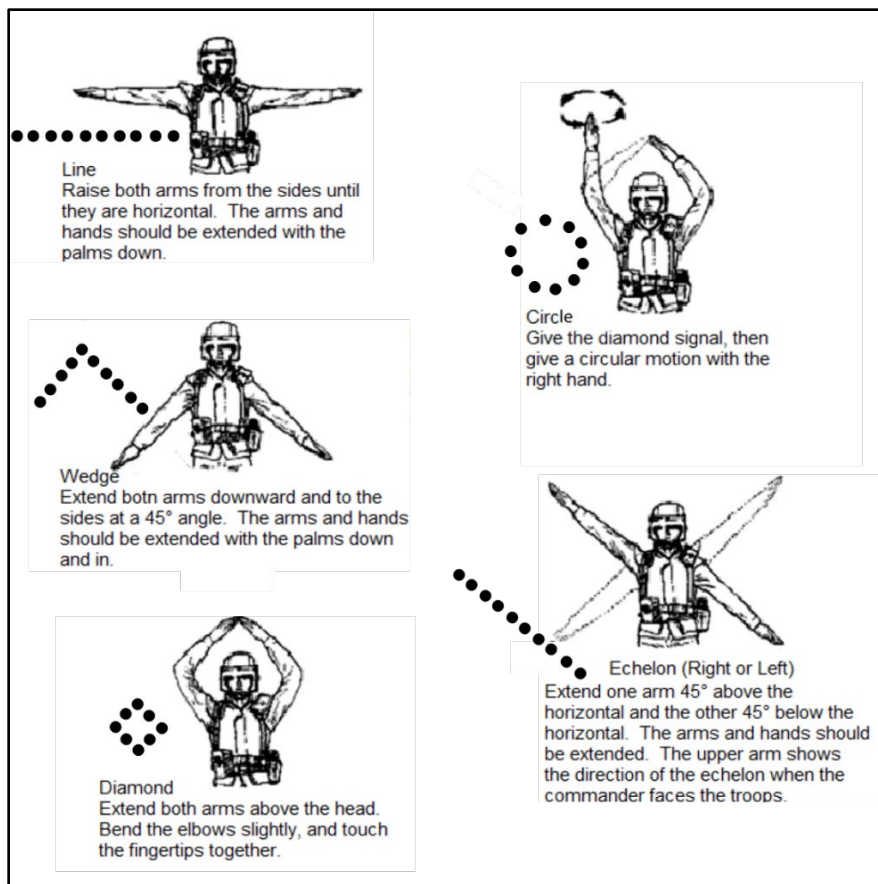 Line
Raise both arms from the sides until
they are horizontal. The arms and
hands should be extended with the
palms down.
Wedge
Extend botn arms downward and to the
sides at a 45° angle. The arms and hands
should be extended with the palms down
and in.
Diamond
Extend both arms above the head.
Bend the elbows slightly, and touch
the fingertips together.
Circle
Give the diamond signal, then
give a circular motion with the
right hand.
Echelon (Right or Left)
Extend one arm 45° above the
horizontal and the other 45° below the
horizontal. The arms and hands should
be extended. The upper arm shows
the direction of the echelon when the
commander faces the troops.